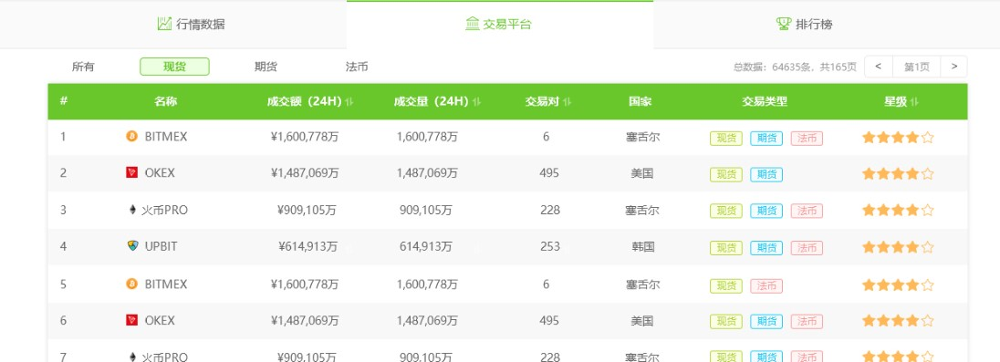 行情数据 交易平台 排行榜
所有 现货 期货 法币 总数据：64635条，共165页 < 第1页 >
# 名称 成交额（24H） 成交量（24H） 交易对 国家 交易类型 星级
1 BITMEX ¥1,600,778万 1,600,778万 6 塞舌尔 现货 期货 法币
2 OKEX ¥1,487,069万 1,487,069万 495 美国 现货 期货
3 火币PRO ¥909,105万 909,105万 228 塞舌尔 现货 期货 法币
4 UPBIT ¥614,913万 614,913万 253 韩国 现货 期货 法币
5 BITMEX ¥1,600,778万 1,600,778万 6 塞舌尔 现货 法币
6 OKEX ¥1,487,069万 1,487,069万 495 美国 现货 期货 法币
7 火币PRO ¥909,105万 909,105万 228 塞舌尔 现货 期货 法币